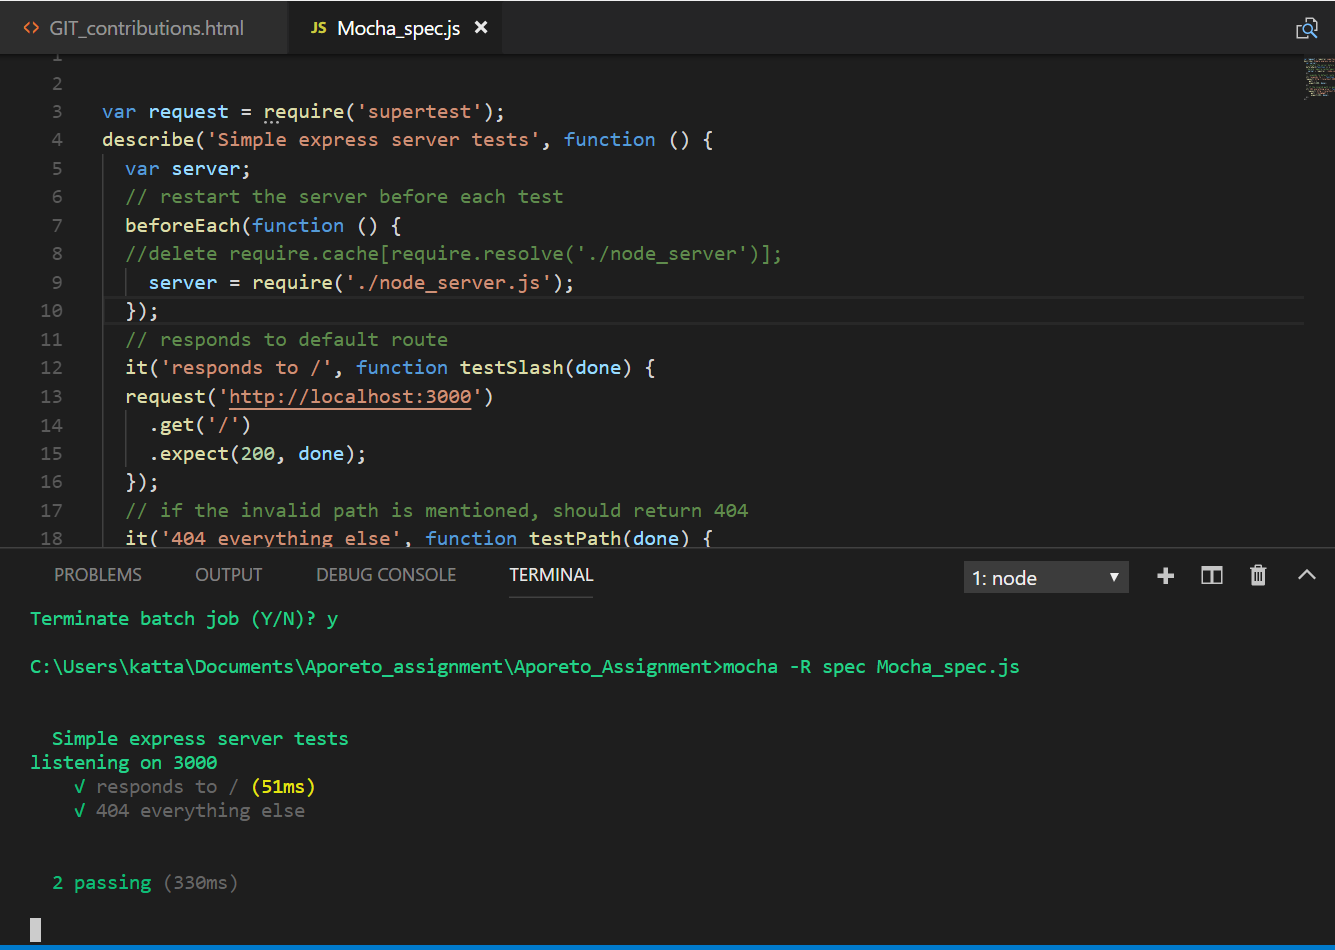 GIT_contributions.html
JS Mocha_spec.js
1
2
3 var request = require('supertest');
4 describe('Simple express server tests', function () {
5 var server;
6 // restart the server before each test
7 beforeEach(function () {
8 //delete require.cache[require.resolve('./node_server')];
9 server = require('./node_server.js');
10 });
11 // responds to default route
12 it('responds to /', function testSlash(done) {
13 request('http://localhost:3000')
14 .get('/')
15 .expect(200, done);
16 });
17 // if the invalid path is mentioned, should return 404
18 it('404 everything else', function testPath(done) {
PROBLEMS OUTPUT DEBUG CONSOLE TERMINAL 1: node
Terminate batch job (Y/N)? y
C:\Users\katta\Documents\Aporeto_assignment\Aporeto_Assignment>mocha -R spec Mocha_spec.js
Simple express server tests
listening on 3000
√ responds to / (51ms)
√ 404 everything else
2 passing (330ms)